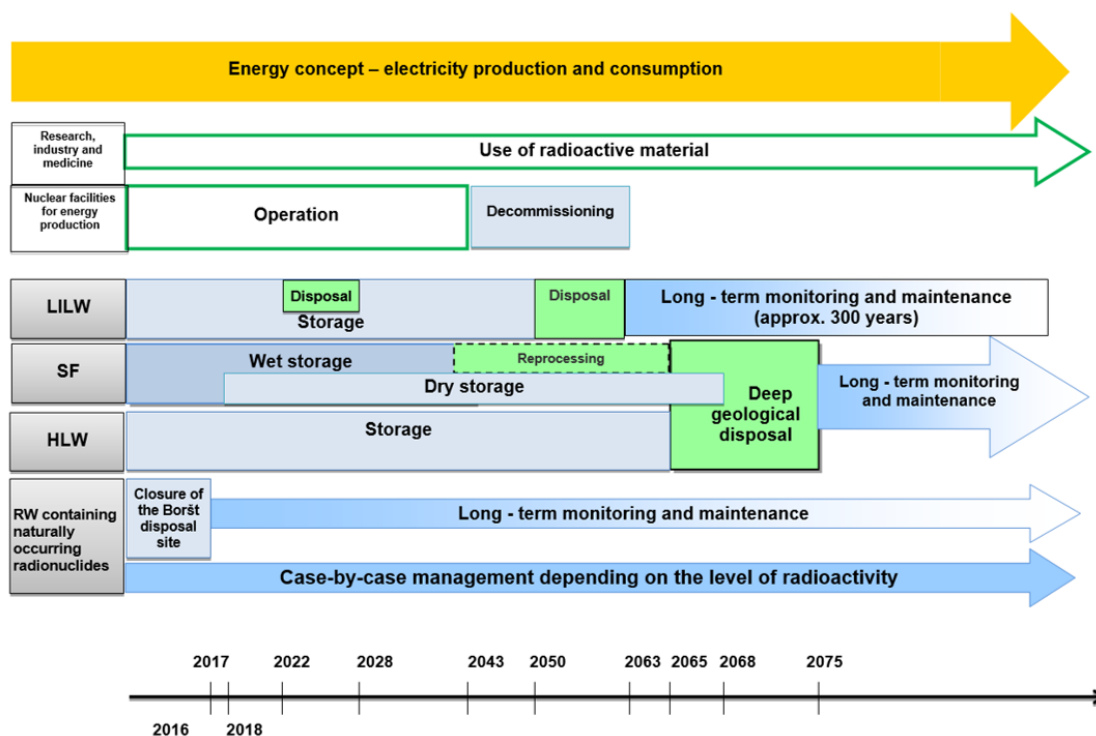 Energy concept – electricity production and consumption
Research,
industry and
medicine
Use of radioactive material
Nuclear facilities
for energy
production
Operation
Decommissioning
LILW
Disposal
Storage
Disposal
Long - term monitoring and maintenance
(approx. 300 years)
SF
Wet storage
Reprocessing
Dry storage
Deep
geological
disposal
Long - term monitoring
and maintenance
HLW
Storage
RW containing
naturally
occurring
radionuclides
Closure of
the Boršt
disposal
site
Long - term monitoring and maintenance
Case-by-case management depending on the level of radioactivity
2017 2022 2028 2043 2050 2063 2065 2068 2075
2016 2018